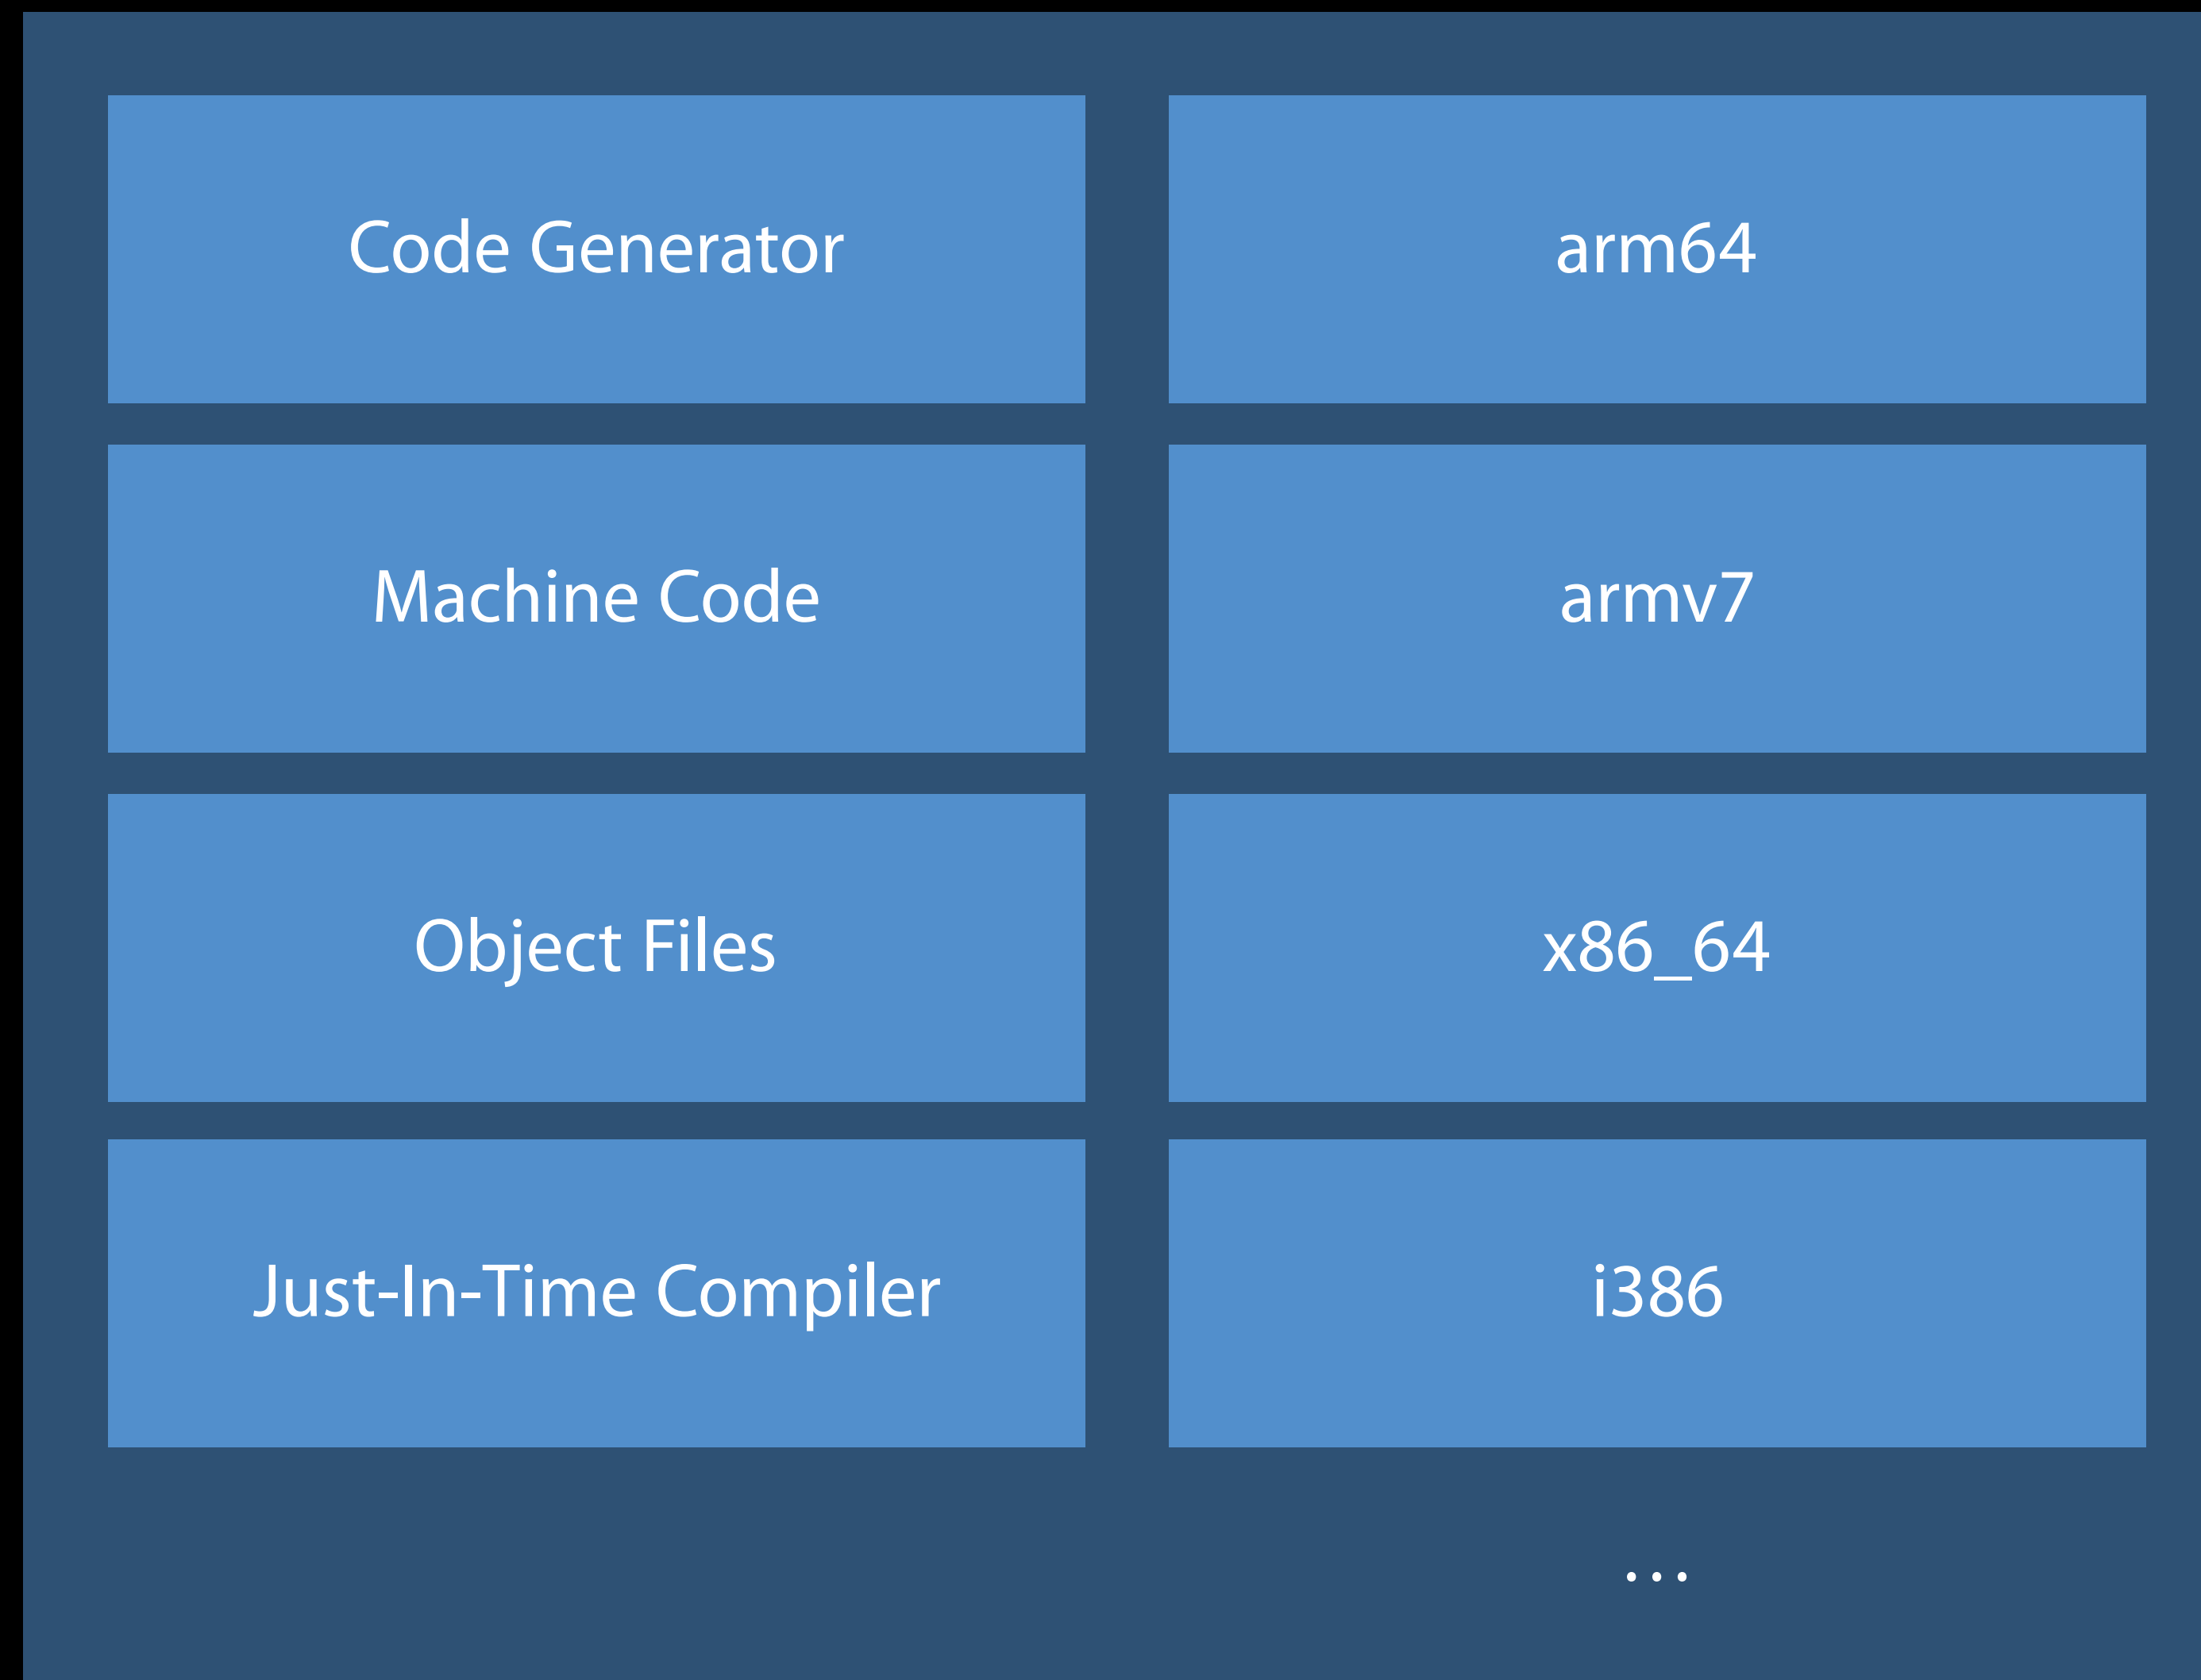 Code Generator
arm64
Machine Code
armv7
Object Files
x86_64
Just-In-Time Compiler
i386
...